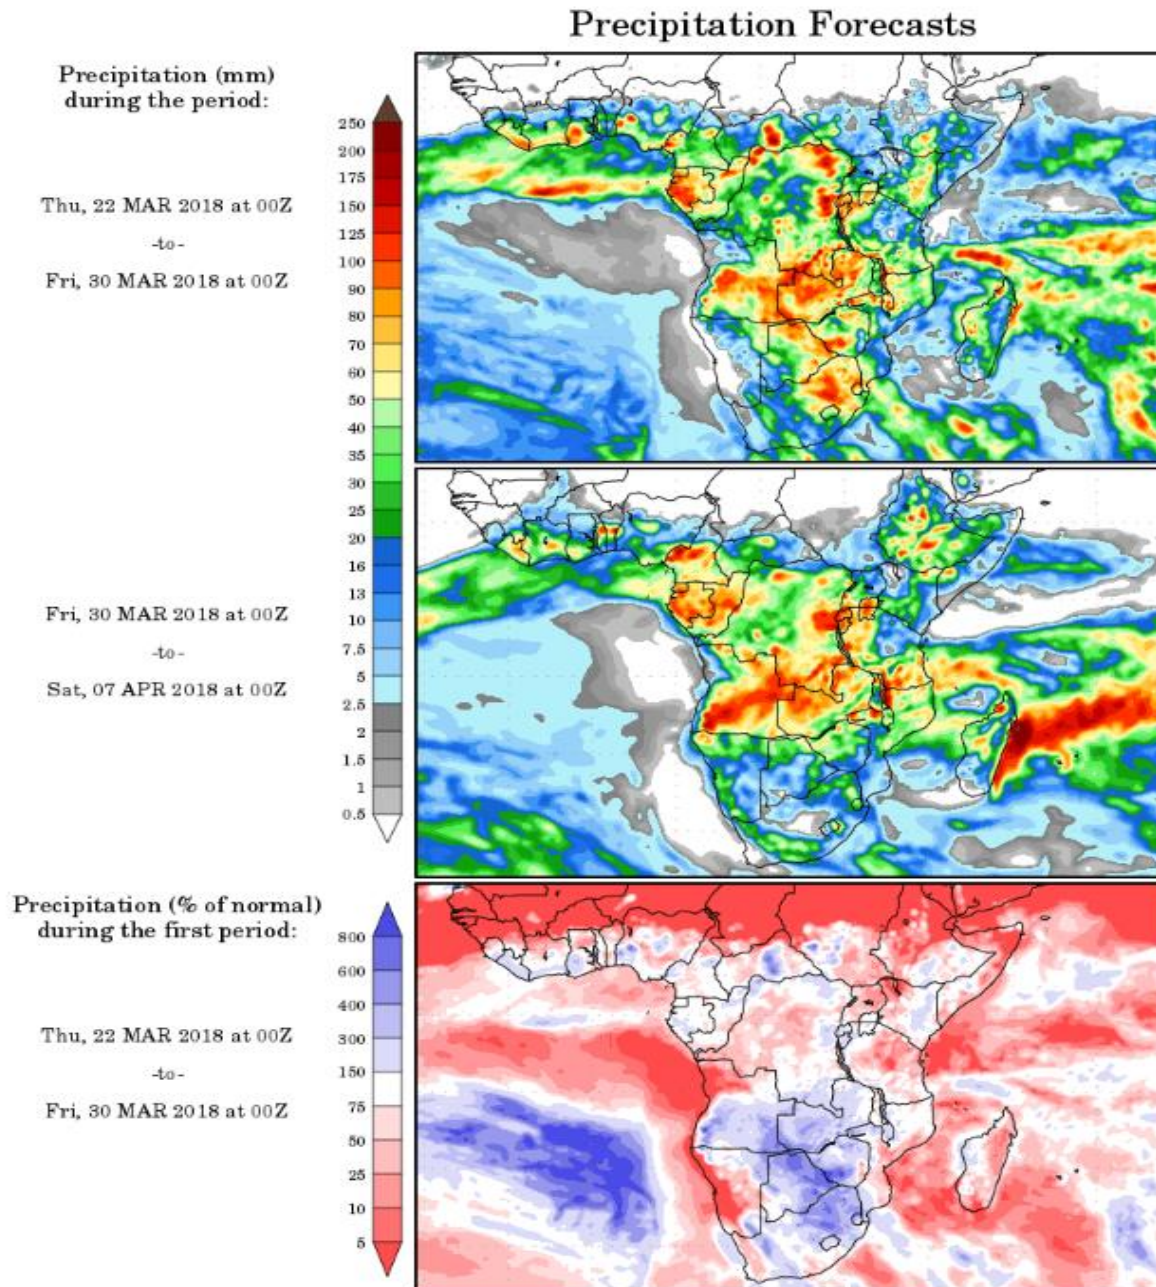 Precipitation Forecasts
Precipitation (mm)
during the period:
Thu, 22 MAR 2018 at 00Z
-to-
Fri, 30 MAR 2018 at 00Z
250
200
175
150
125
100
90
80
70
60
50
40
35
30
25
20
16
13
10
7.5
5
2.5
2
1.5
1
0.5
Fri, 30 MAR 2018 at 00Z
-to-
Sat, 07 APR 2018 at 00Z
Precipitation (% of normal)
during the first period:
Thu, 22 MAR 2018 at 00Z
-to-
Fri, 30 MAR 2018 at 00Z
800
600
400
300
150
75
50
25
10
5